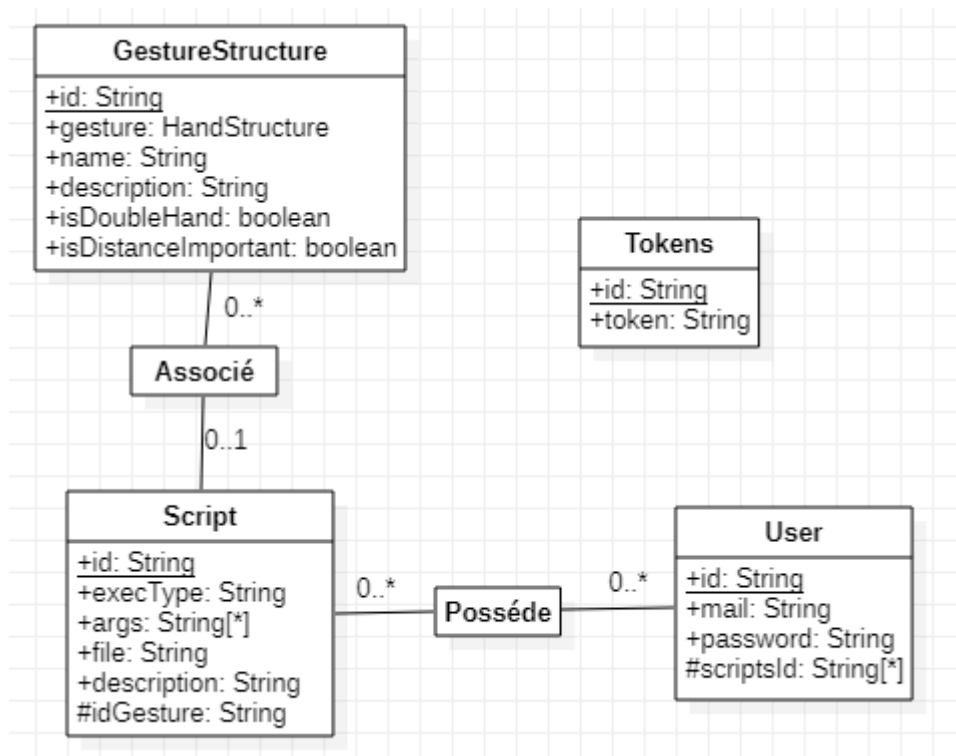 GestureStructure
+id: String
+gesture: HandStructure
+name: String
+description: String
+isDoubleHand: boolean
+isDistanceImportant: boolean
0..*
Associé
0..1
Tokens
+id: String
+token: String
Script
+id: String
+execType: String
+args: String[*]
+file: String
+description: String
#idGesture: String
0..*
Posséde
0..*
User
+id: String
+mail: String
+password: String
#scriptsId: String[*]